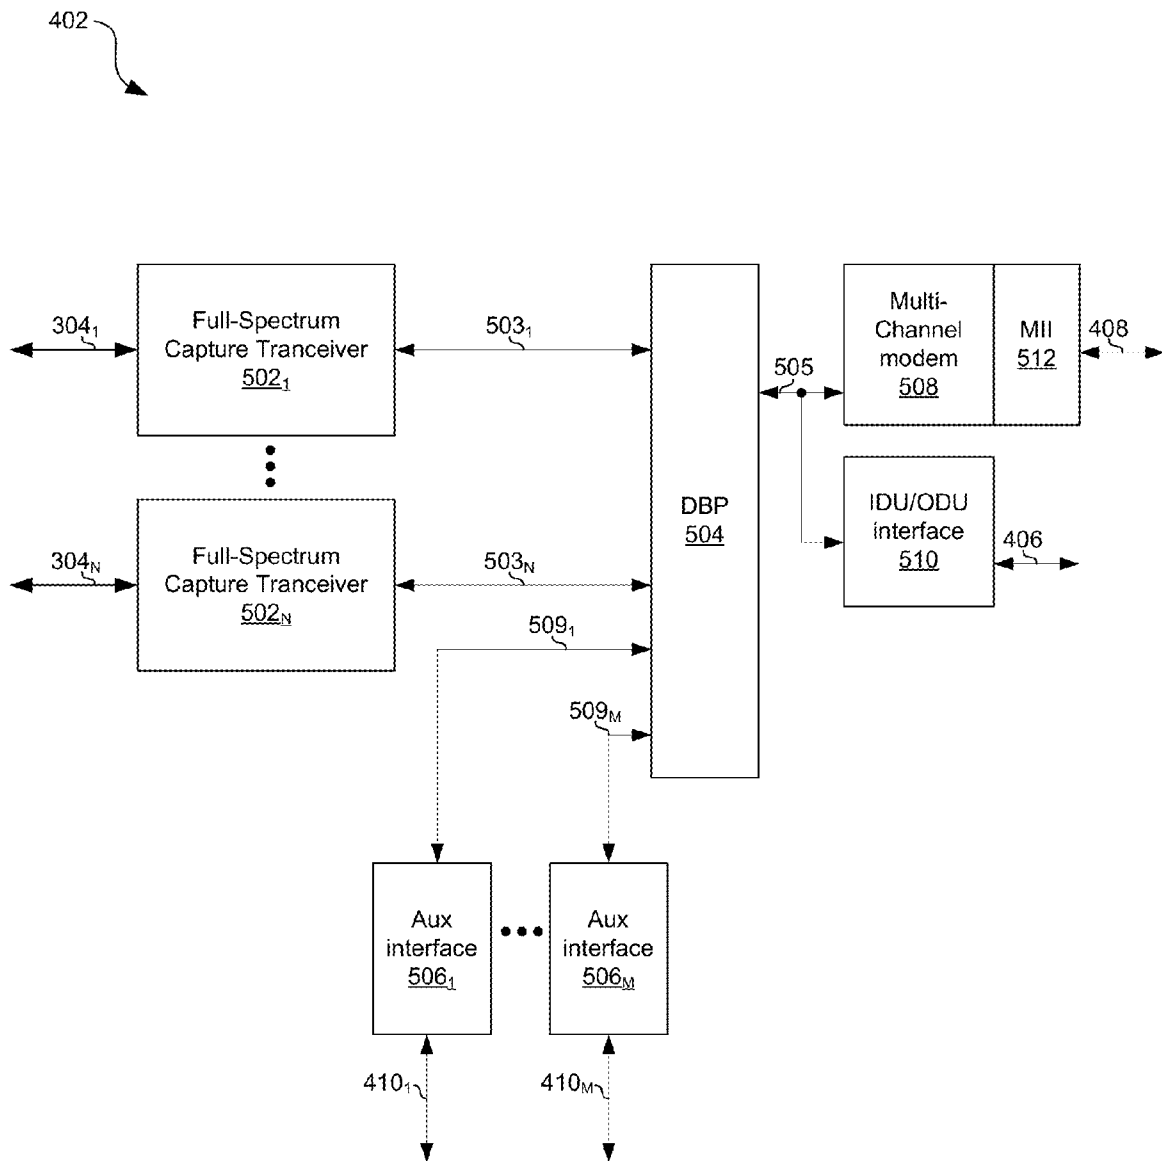 402
304₁
Full-Spectrum
Capture Tranceiver
502₁
503₁
505
Multi-
Channel
modem
508
MII
512
408
304N
Full-Spectrum
Capture Tranceiver
502N
503N
DBP
504
IDU/ODU
interface
510
406
509₁
509M
Aux
interface
506₁
Aux
interface
506M
410₁
410M